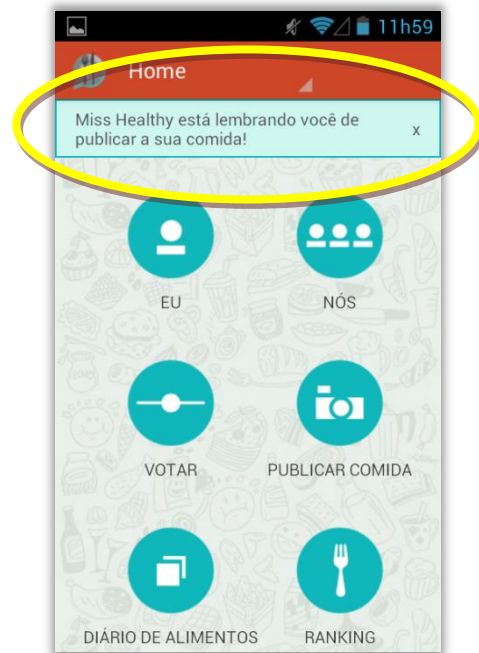 11h59
Home
Miss Healthy está lembrando você de
publicar a sua comida!
x
EU
NÓS
VOTAR
PUBLICAR COMIDA
DIÁRIO DE ALIMENTOS
RANKING